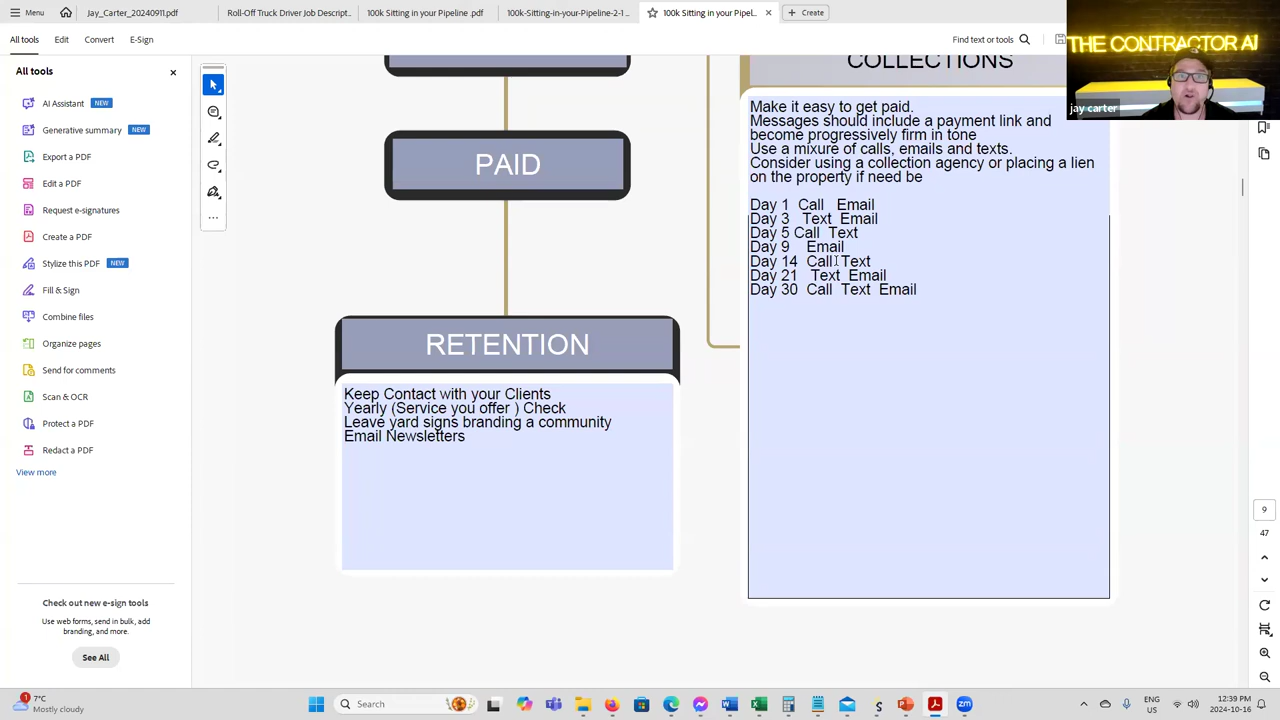 Menu
Jay_Carter_20240911.pdf
Roll-Off Truck Driver Job Descript...
100k Sitting in your Pipeline .pdf
100k-Sitting-in-your-Pipeline-2-1 ...
100k Sitting in your Pipel...
Create
All tools
Edit
Convert
E-Sign
Find text or tools
All tools
AI Assistant NEW
Generative summary NEW
Export a PDF
Edit a PDF
Request e-signatures
Create a PDF
Stylize this PDF NEW
Fill & Sign
Combine files
Organize pages
Send for comments
Scan & OCR
Protect a PDF
Redact a PDF
View more
Check out new e-sign tools
Use web forms, send in bulk, add
branding, and more.
See All
PAID
RETENTION
Keep Contact with your Clients
Yearly (Service you offer ) Check
Leave yard signs branding a community
Email Newsletters
COLLECTIONS
Make it easy to get paid.
Messages should include a payment link and
become progressively firm in tone
Use a mixure of calls, emails and texts.
Consider using a collection agency or placing a lien
on the property if need be
Day 1 Call Email
Day 3 Text Email
Day 5 Call Text
Day 9 Email
Day 14 Call Text
Day 21 Text Email
Day 30 Call Text Email
THE CONTRACTOR AI
jay carter
9
47
1
7°C
Mostly cloudy
Search
ENG
US
12:39 PM
2024-10-16